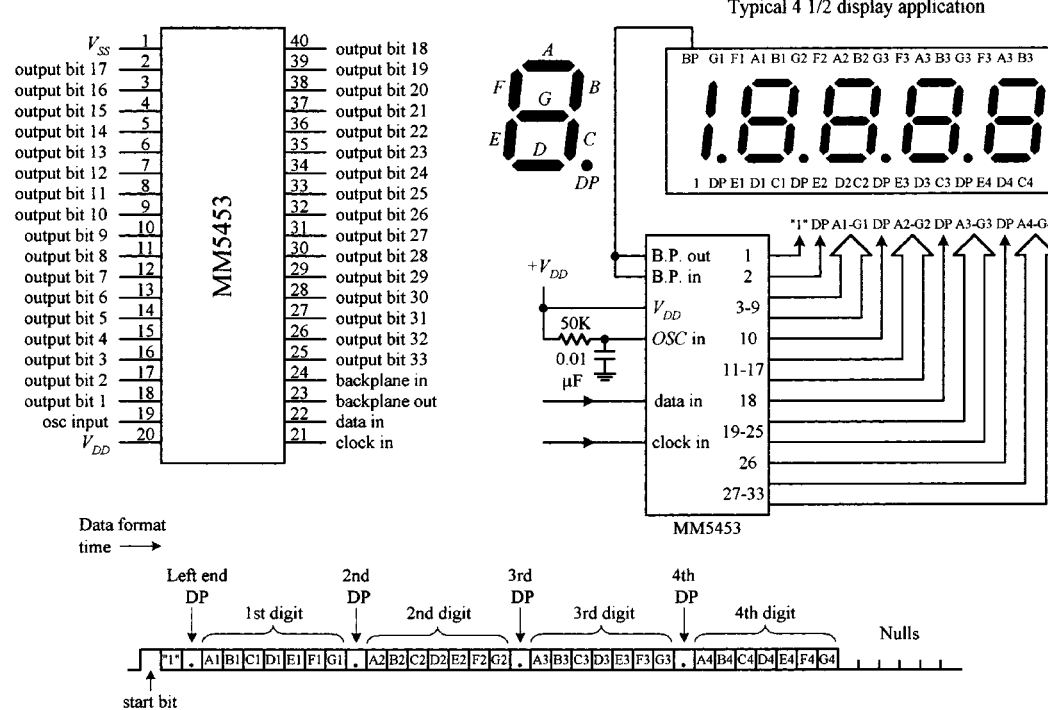 Typical 4 1/2 display application
V_SS 1
output bit 17 2
output bit 16 3
output bit 15 4
output bit 14 5
output bit 13 6
output bit 12 7
output bit 11 8
output bit 10 9
output bit 9 10
output bit 8 11
output bit 7 12
output bit 6 13
output bit 5 14
output bit 4 15
output bit 3 16
output bit 2 17
output bit 1 18
osc input 19
V_DD 20
MM5453
40 output bit 18
39 output bit 19
38 output bit 20
37 output bit 21
36 output bit 22
35 output bit 23
34 output bit 24
33 output bit 25
32 output bit 26
31 output bit 27
30 output bit 28
29 output bit 29
28 output bit 30
27 output bit 31
26 output bit 32
25 output bit 33
24 backplane in
23 backplane out
22 data in
21 clock in
A
F B
G
E C
D
DP
BP G1 F1 A1 B1 G2 F2 A2 B2 G3 F3 A3 B3 G3 F3 A3 B3
1 DP E1 D1 C1 DP E2 D2 C2 DP E3 D3 C3 DP E4 D4 C4
"1" DP A1-G1 DP A2-G2 DP A3-G3 DP A4-G
+V_DD
50K
0.01
µF
B.P. out 1
B.P. in 2
V_DD 3-9
OSC in 10
11-17
data in 18
19-25
clock in
26
27-33
MM5453
Data format
time
Left end
DP
1st digit
2nd
DP
2nd digit
3rd
DP
3rd digit
4th
DP
4th digit
Nulls
"1" . A1 B1 C1 D1 E1 F1 G1 . A2 B2 C2 D2 E2 F2 G2 . A3 B3 C3 D3 E3 F3 G3 . A4 B4 C4 D4 E4 F4 G4
start bit